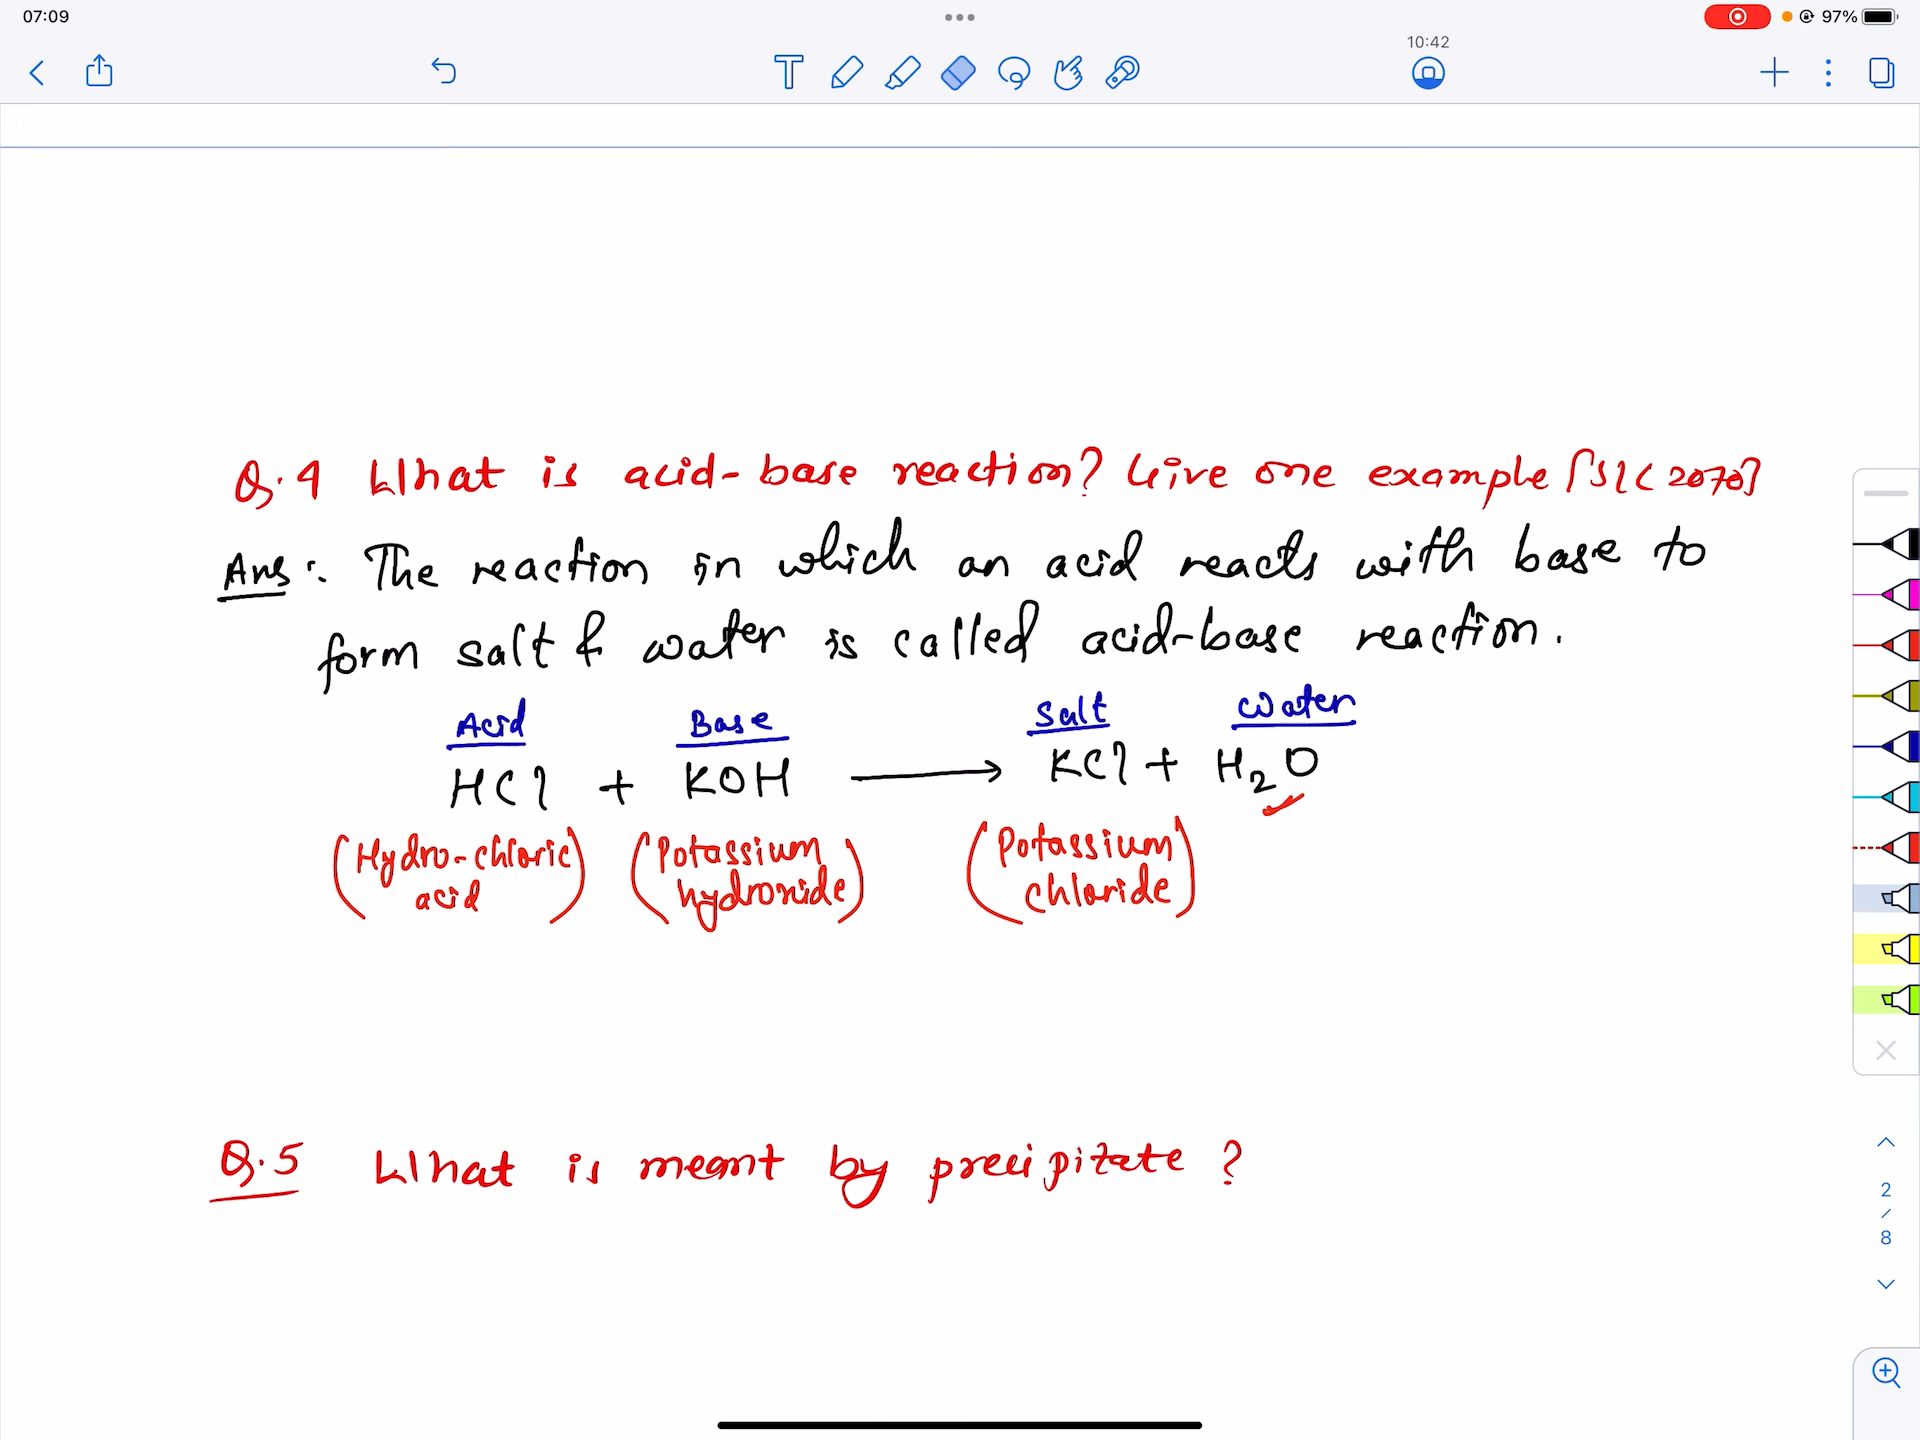 07:09
97%
10:42
Q.4 What is acid-base reaction? Give one example [SLC 2070]
Ans:. The reaction in which an acid reacts with base to
form salt & water is called acid-base reaction.
Acid Base Salt Water
HCl + KOH ⟶ KCl + H₂O
(Hydro-chloric acid) (Potassium hydroxide) (Potassium chloride)
Q.5 What is meant by precipitate ?
2
/
8